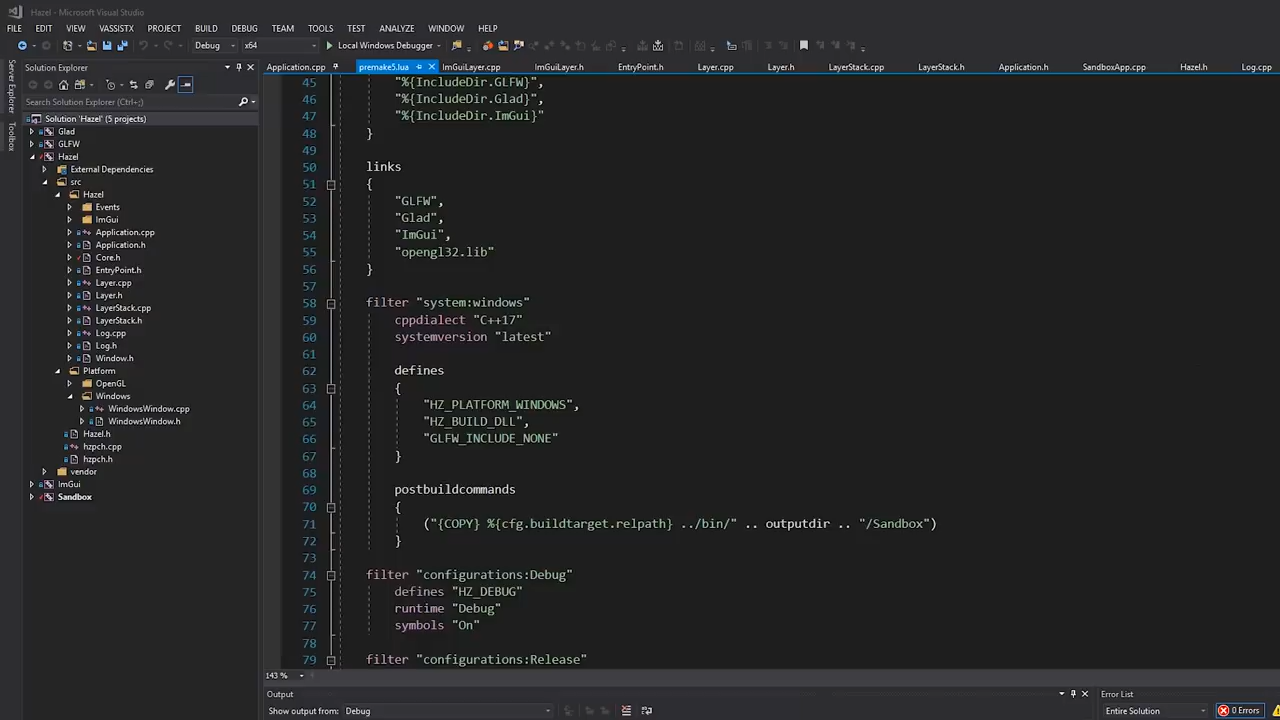 Hazel - Microsoft Visual Studio
FILE EDIT VIEW VASSISTX PROJECT BUILD DEBUG TEAM TOOLS TEST ANALYZE WINDOW HELP
Debug x64 Local Windows Debugger
Server Explorer
Toolbox
Solution Explorer
Search Solution Explorer (Ctrl+;)
Solution 'Hazel' (5 projects)
Glad
GLFW
Hazel
External Dependencies
src
Hazel
Events
ImGui
Application.cpp
Application.h
Core.h
EntryPoint.h
Layer.cpp
Layer.h
LayerStack.cpp
LayerStack.h
Log.cpp
Log.h
Window.h
Platform
OpenGL
Windows
WindowsWindow.cpp
WindowsWindow.h
Hazel.h
hzpch.cpp
hzpch.h
vendor
ImGui
Sandbox
Application.cpp premake5.lua ImGuiLayer.cpp ImGuiLayer.h EntryPoint.h Layer.cpp Layer.h LayerStack.cpp LayerStack.h Application.h SandboxApp.cpp Hazel.h Log.cpp
45 "%{IncludeDir.GLFW}",
46 "%{IncludeDir.Glad}",
47 "%{IncludeDir.ImGui}"
48 }
49
50 links
51 {
52 "GLFW",
53 "Glad",
54 "ImGui",
55 "opengl32.lib"
56 }
57
58 filter "system:windows"
59 cppdialect "C++17"
60 systemversion "latest"
61
62 defines
63 {
64 "HZ_PLATFORM_WINDOWS",
65 "HZ_BUILD_DLL",
66 "GLFW_INCLUDE_NONE"
67 }
68
69 postbuildcommands
70 {
71 ("{COPY} %{cfg.buildtarget.relpath} ../bin/" .. outputdir .. "/Sandbox")
72 }
73
74 filter "configurations:Debug"
75 defines "HZ_DEBUG"
76 runtime "Debug"
77 symbols "On"
78
79 filter "configurations:Release"
143 %
Output
Show output from: Debug
Error List
Entire Solution 0 Errors